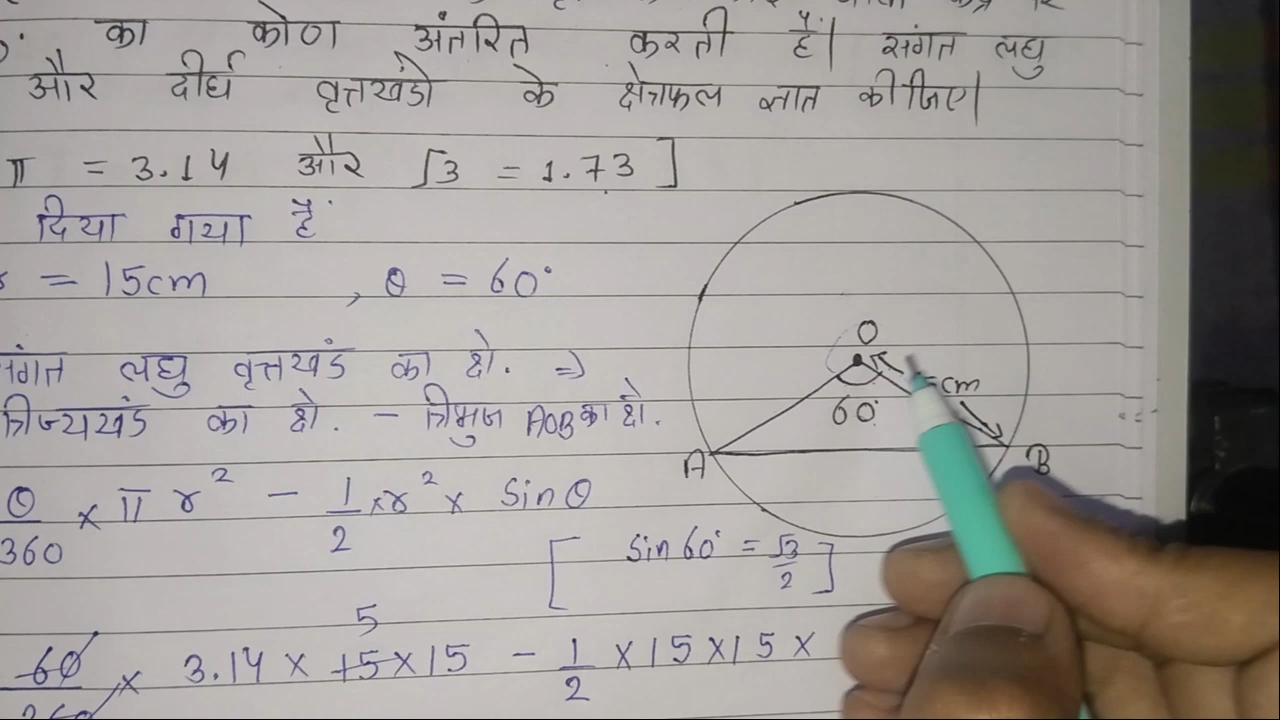 का कोण अंतरित करती है। संगत लघु
और दीर्घ वृत्तखंडो के क्षेत्रफल ज्ञात कीजिए।
π = 3.14 और √3 = 1.73 ]
दिया गया है
r = 15cm , θ = 60°
संगत लघु वृत्तखंड का क्षे. ⇒
त्रिज्यखंड का क्षे. - त्रिभुज AOB का क्षे.
θ/360 × π r² - 1/2 × r² × Sinθ
[ Sin 60° = √3/2 ]
5
60 × 3.14 × 15 × 15 - 1/2 × 15 × 15 ×
O
cm
60°
A
B